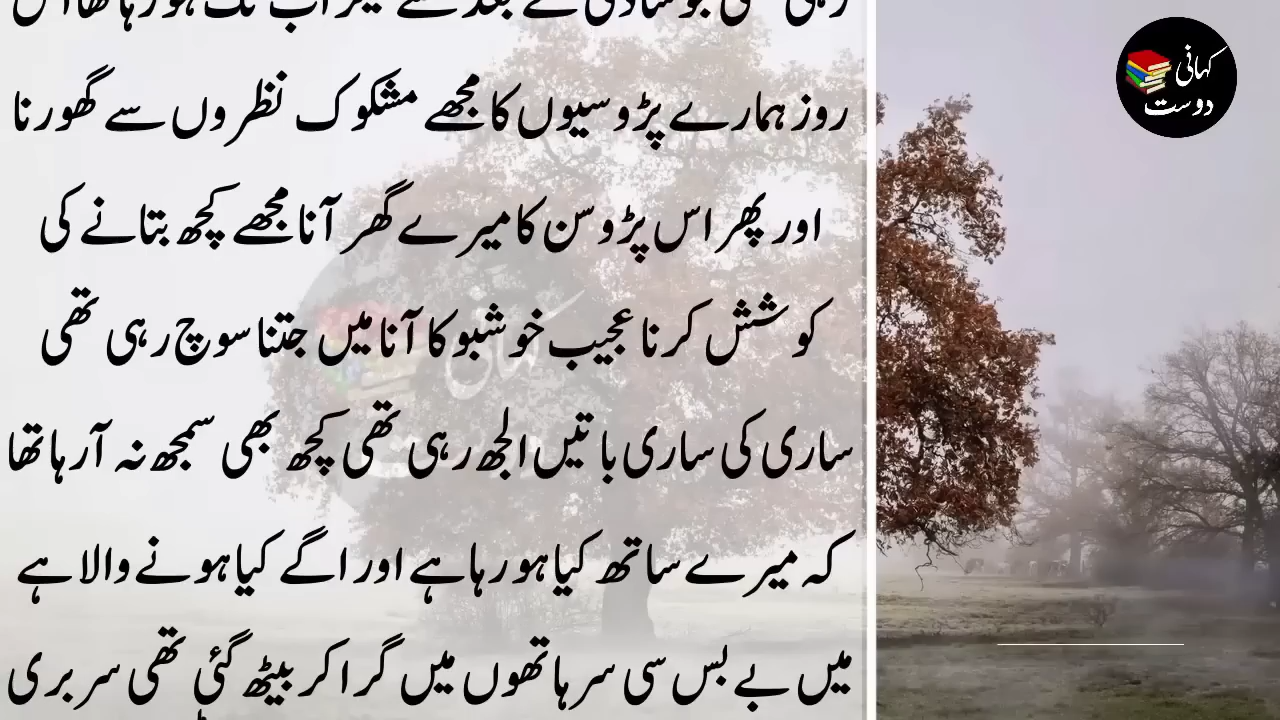 روز ہمارے پڑوسیوں کا مجھے مشکوک نظروں سے گھورنا
اور پھر اس پڑوسن کا میرے گھر آنا مجھے کچھ بتانے کی
کوشش کرنا عجیب خوشبو کا آنا میں جتنا سوچ رہی تھی
ساری کی ساری باتیں الجھ رہی تھی کچھ بھی سمجھ نہ آرہا تھا
کہ میرے ساتھ کیا ہو رہا ہے اور اگے کیا ہونے والا ہے
میں بے بس سی سر ہاتھوں میں گرا کر بیٹھ گئی تھی سر بری
کہانی
دوست